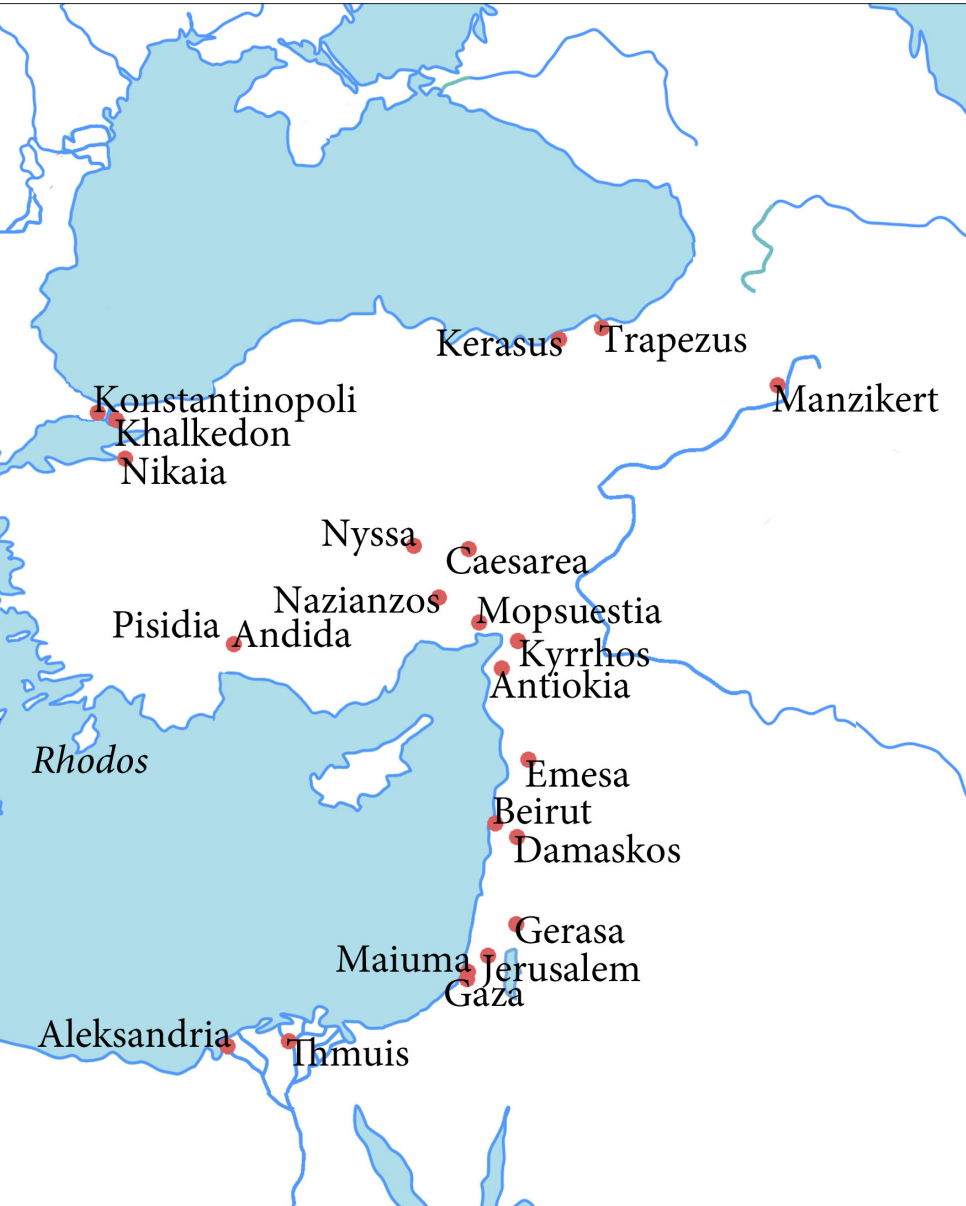 Kerasus
Trapezus
Konstantinopoli
Manzikert
Khalkedon
Nikaia
Nyssa
Caesarea
Nazianzos
Mopsuestia
Pisidia
Andida
Kyrrhos
Antiokia
Rhodos
Emesa
Beirut
Damaskos
Gerasa
Maiuma
Jerusalem
Gaza
Aleksandria
Thmuis